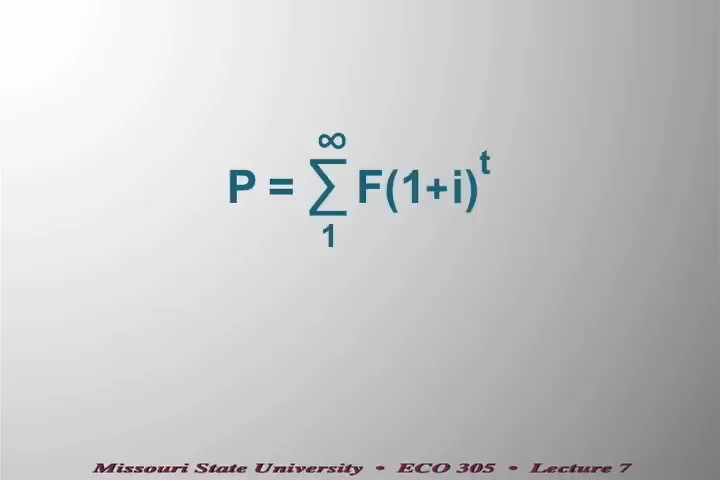 ∞
P = ∑ F(1+i)^t
1
Missouri State University • ECO 305 • Lecture 7